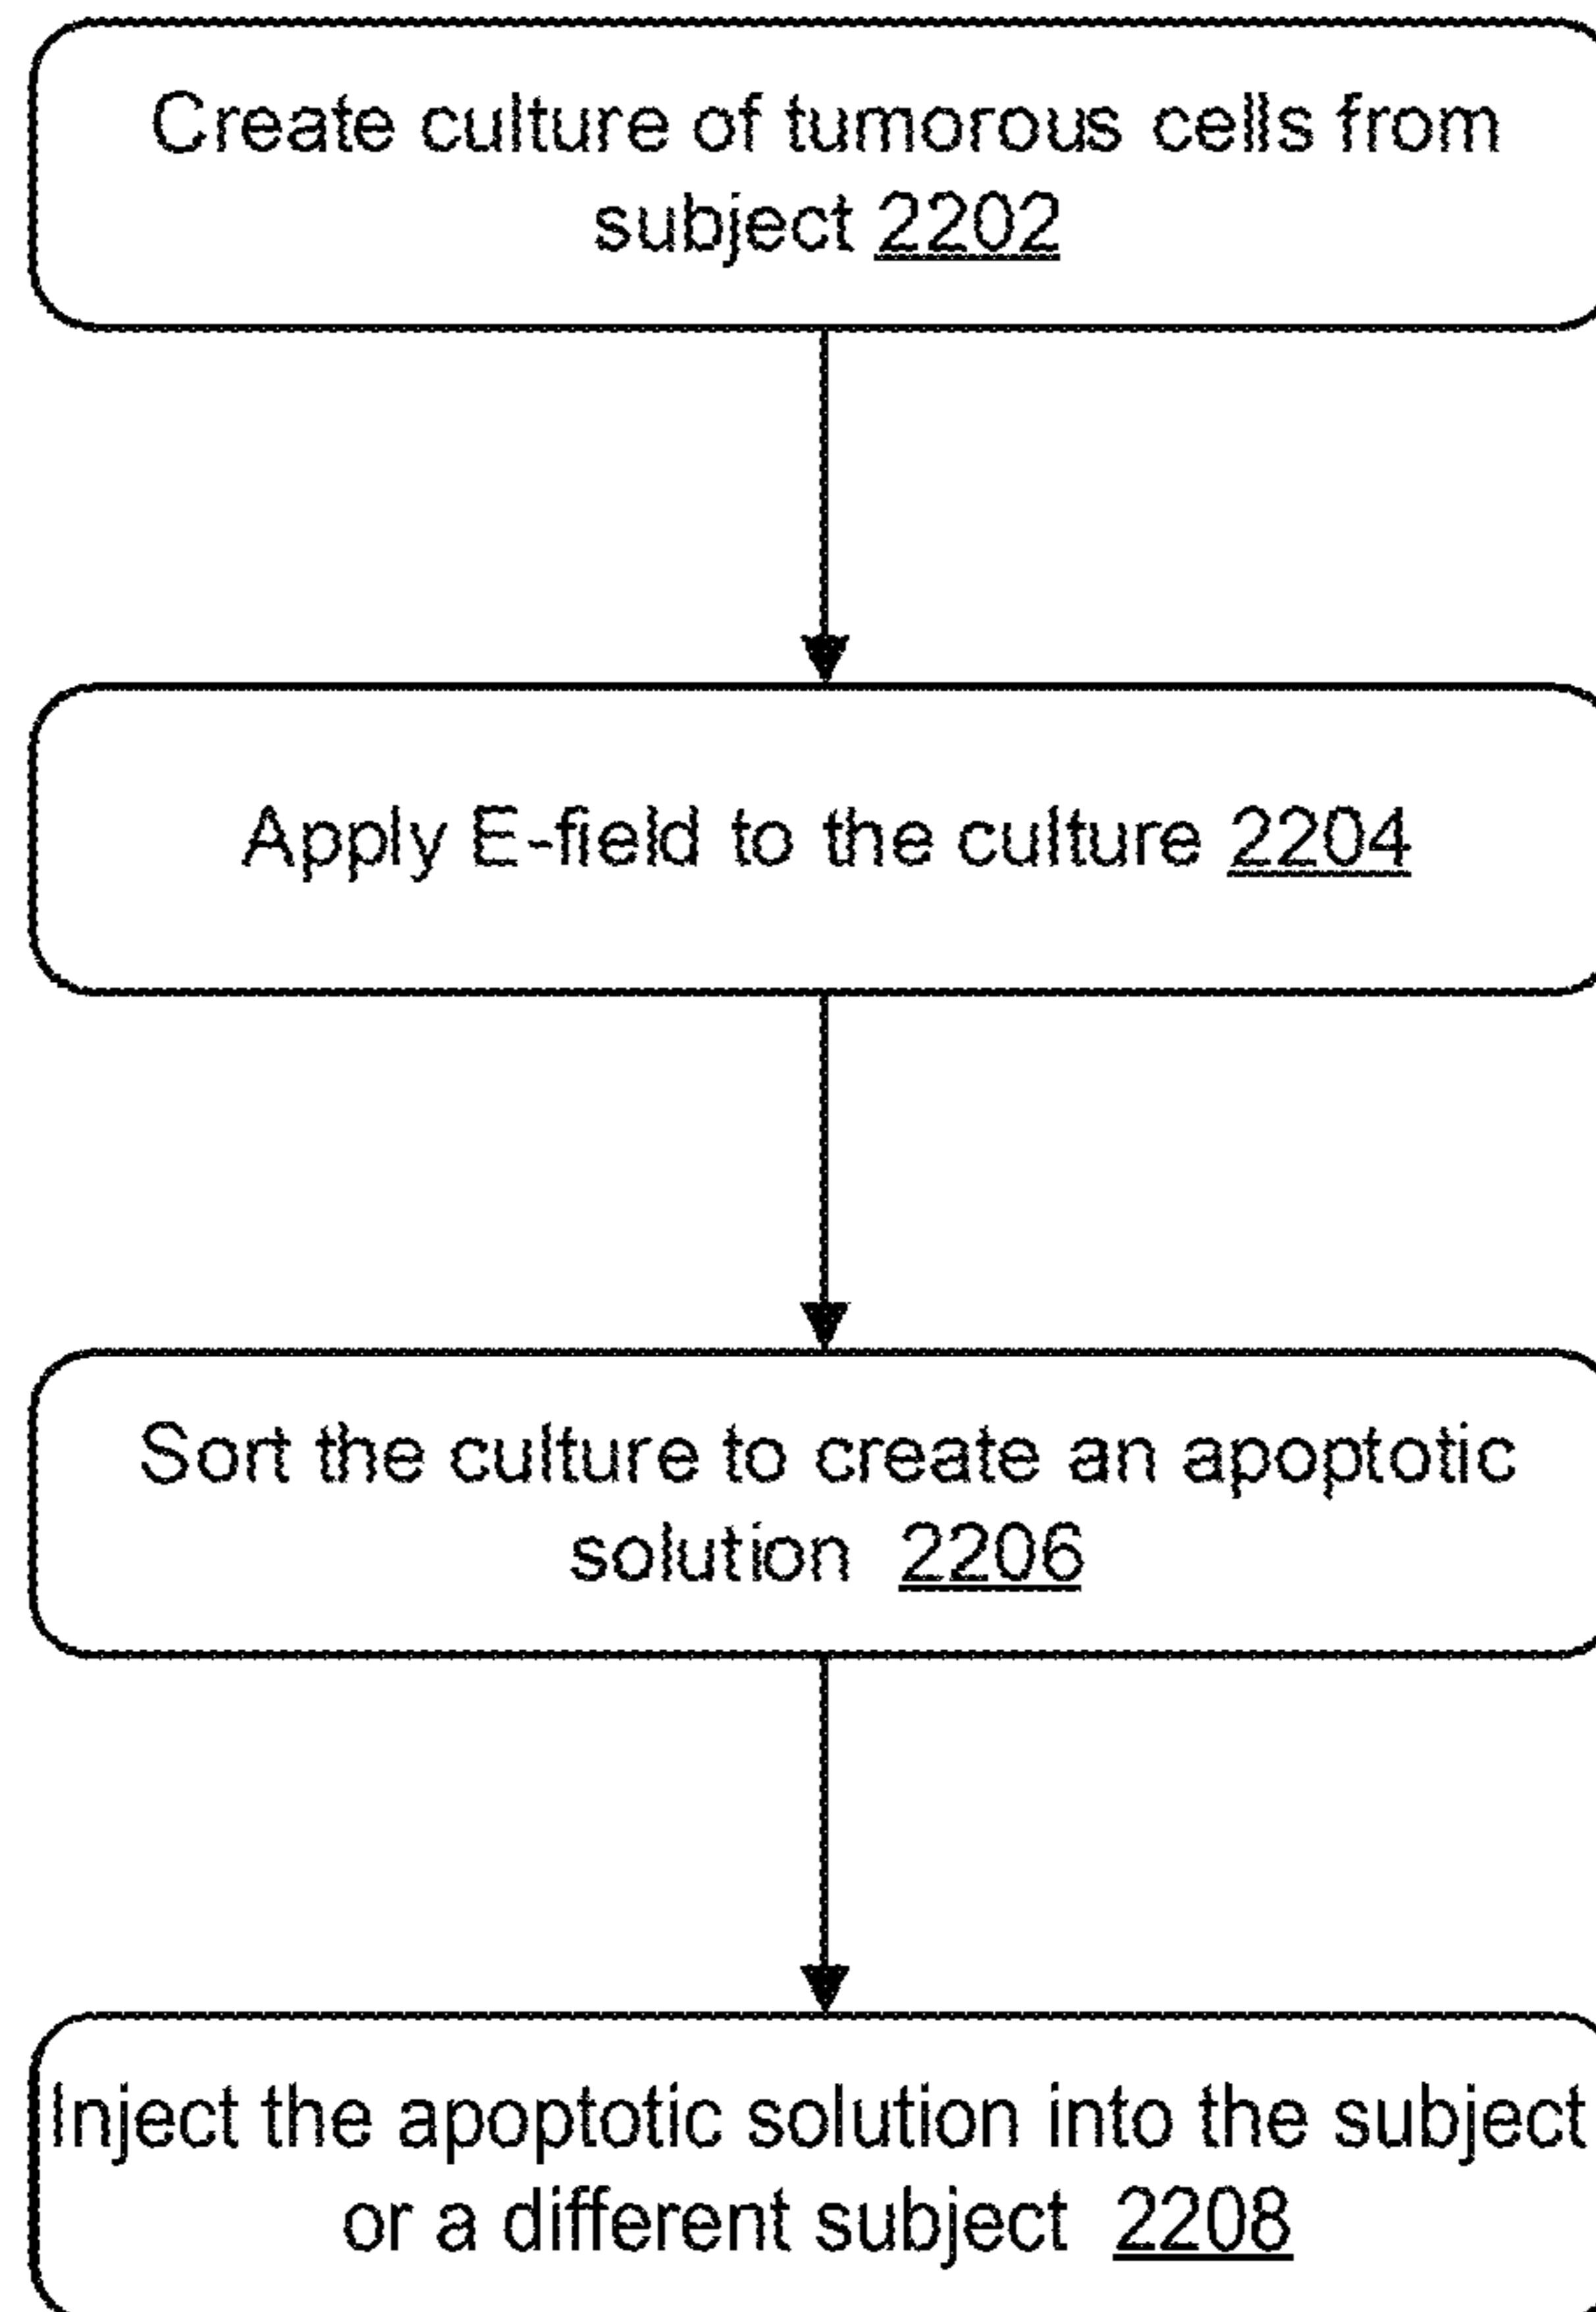 Create culture of tumorous cells from
subject 2202
Apply E-field to the culture 2204
Sort the culture to create an apoptotic
solution 2206
Inject the apoptotic solution into the subject
or a different subject 2208